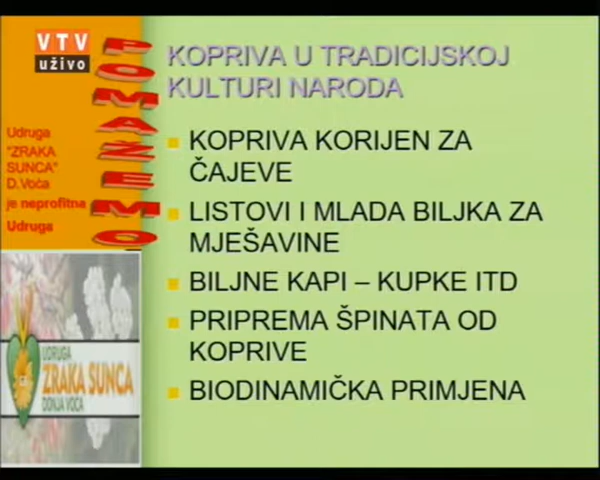 VTV
uživo
POMAŽEMO
Udruga
"ZRAKA
SUNCA"
D.Voća
je neprofitna
Udruga
UDRUGA
ZRAKA SUNCA
DONJA VOĆA
KOPRIVA U TRADICIJSKOJ
KULTURI NARODA
KOPRIVA KORIJEN ZA
ČAJEVE
LISTOVI I MLADA BILJKA ZA
MJEŠAVINE
BILJNE KAPI – KUPKE ITD
PRIPREMA ŠPINATA OD
KOPRIVE
BIODINAMIČKA PRIMJENA